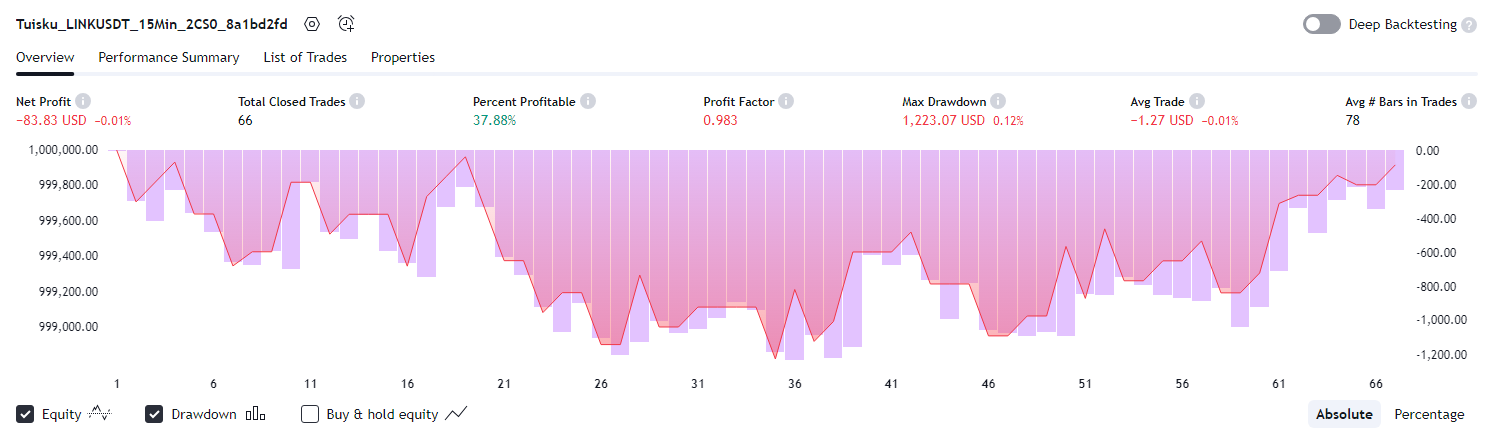 Tuisku_LINKUSDT_15Min_2CS0_8a1bd2fd Deep Backtesting ?
Overview Performance Summary List of Trades Properties
Net Profit i Total Closed Trades i Percent Profitable i Profit Factor i Max Drawdown i Avg Trade i Avg # Bars in Trades i
−83.83 USD −0.01% 66 37.88% 0.983 1,223.07 USD 0.12% −1.27 USD −0.01% 78
1,000,000.00 0.00
999,800.00 -200.00
999,600.00 -400.00
999,400.00 -600.00
999,200.00 -800.00
999,000.00 -1,000.00
-1,200.00
1 6 11 16 21 26 31 36 41 46 51 56 61 66
Equity Drawdown Buy & hold equity Absolute Percentage